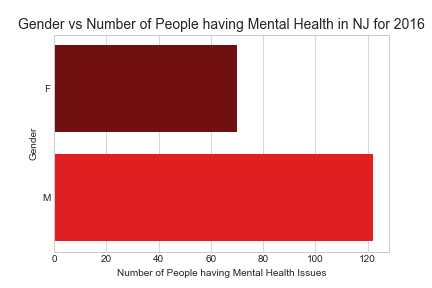 Gender vs Number of People having Mental Health in NJ for 2016
F
Gender
M
0 20 40 60 80 100 120
Number of People having Mental Health Issues